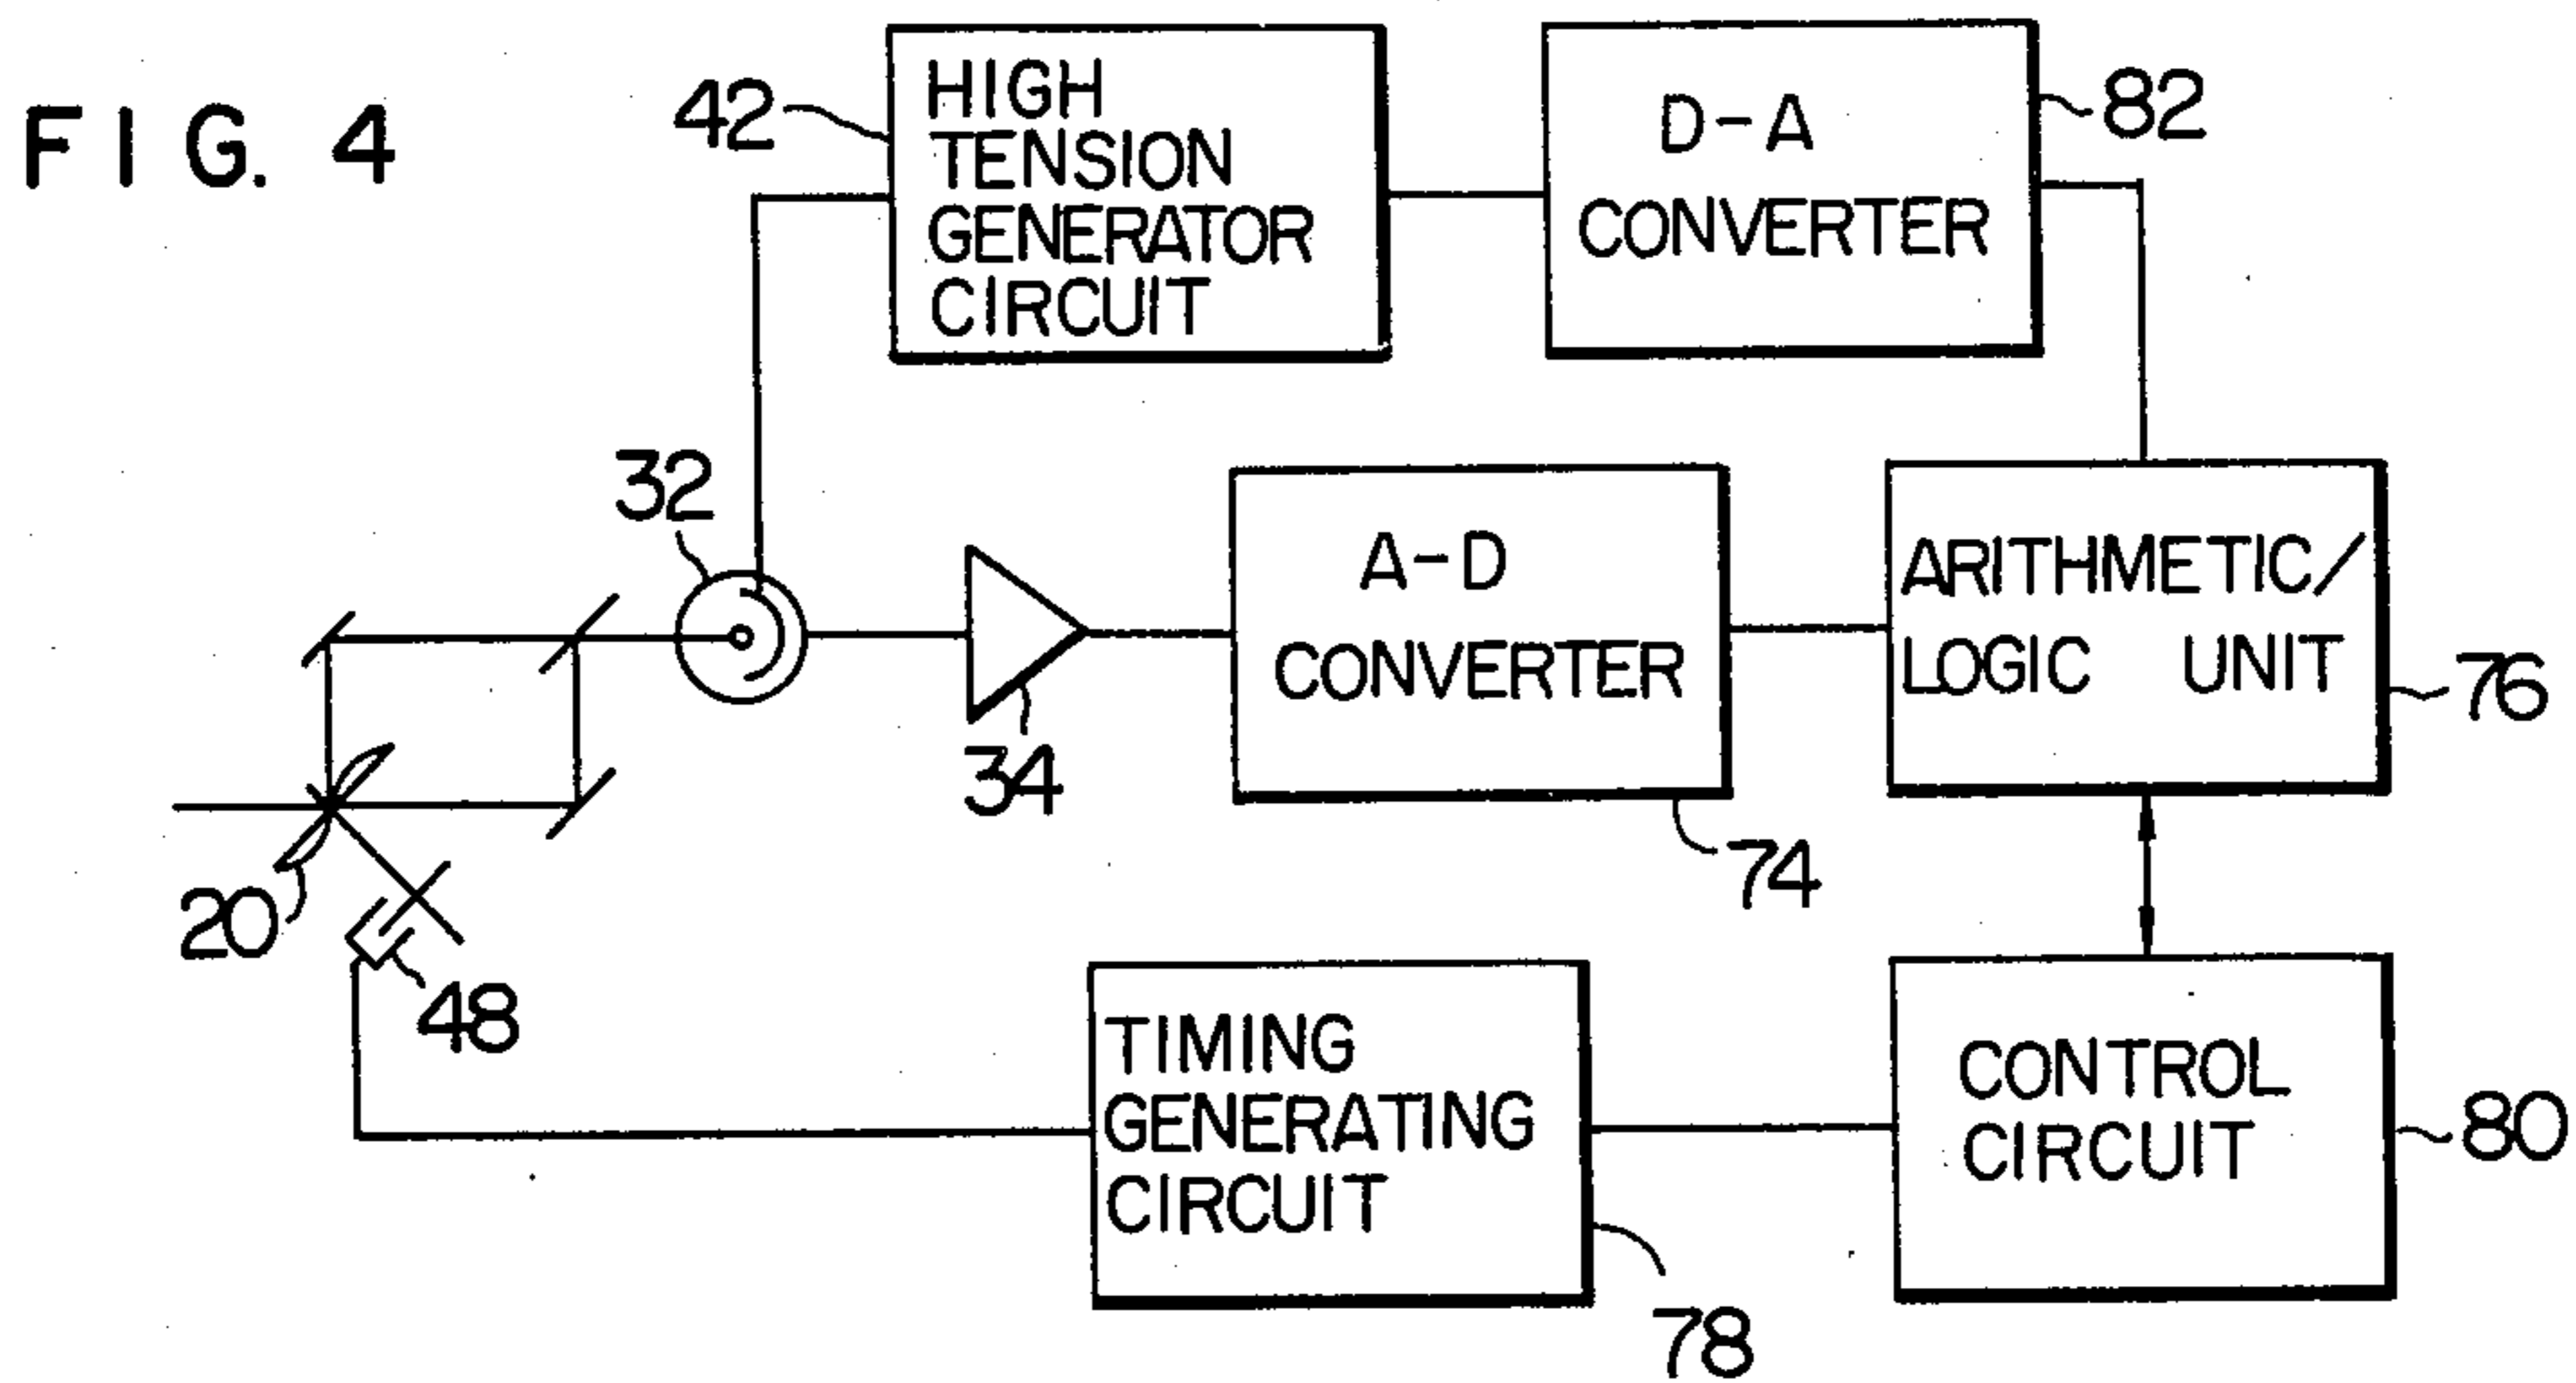 FIG. 4
42
HIGH
TENSION
GENERATOR
CIRCUIT
D-A
CONVERTER
82
32
34
A-D
CONVERTER
74
ARITHMETIC/
LOGIC UNIT
76
20
48
TIMING
GENERATING
CIRCUIT
78
CONTROL
CIRCUIT
80